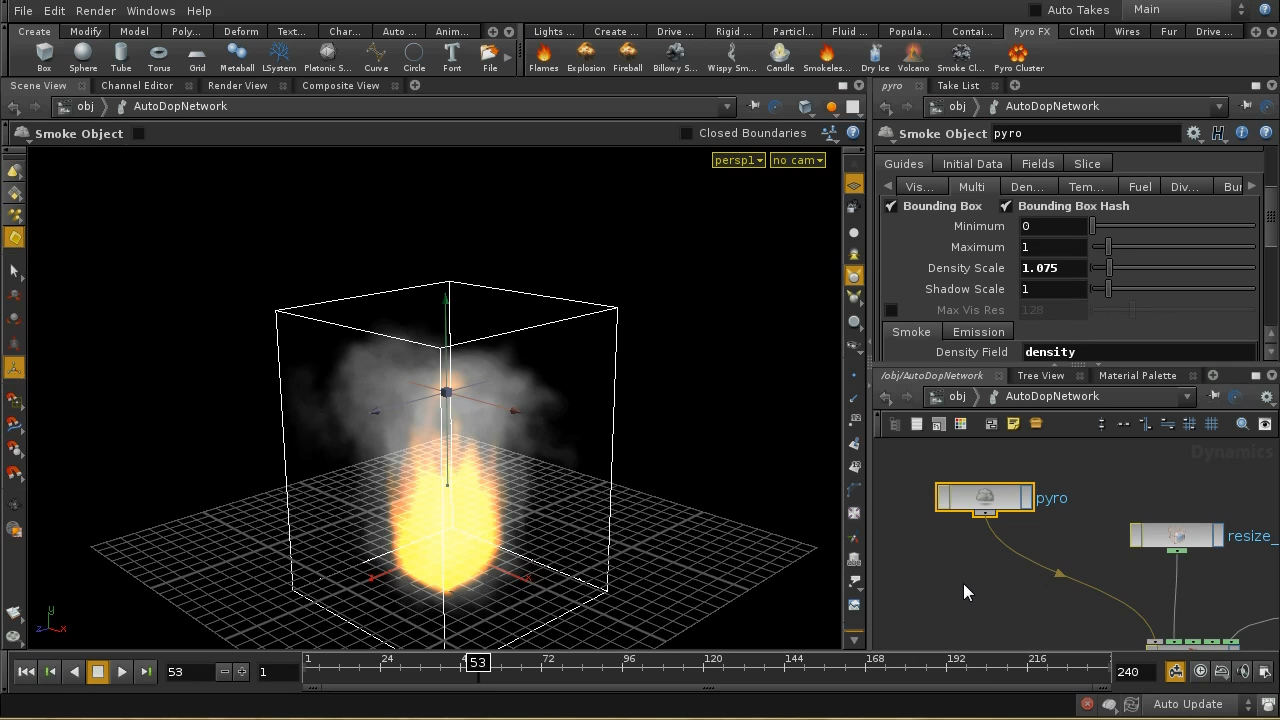 File Edit Render Windows Help Auto Takes Main
Create Modify Model Poly... Deform Text... Char... Auto ... Anim... Lights ... Create ... Drive ... Rigid ... Particl... Fluid ... Popula... Contai... Pyro FX Cloth Wires Fur Drive ...
Box Sphere Tube Torus Grid Metaball LSystem Platonic S... Curve Circle Font File Flames Explosion Fireball Billowy S... Wispy Sm... Candle Smokeles... Dry Ice Volcano Smoke Cl... Pyro Cluster
Scene View Channel Editor Render View Composite View pyro Take List
obj AutoDopNetwork obj AutoDopNetwork
Smoke Object Closed Boundaries Smoke Object pyro
persp1 no cam
Guides Initial Data Fields Slice
Vis... Multi Den... Tem... Fuel Div... Bur
Bounding Box Bounding Box Hash
Minimum 0
Maximum 1
Density Scale 1.075
Shadow Scale 1
Max Vis Res 128
Smoke Emission
Density Field density
/obj/AutoDopNetwork Tree View Material Palette
obj AutoDopNetwork
Dynamics
pyro
resize_
y
z x
53 1 1 24 53 72 96 120 144 168 192 216 240
Auto Update